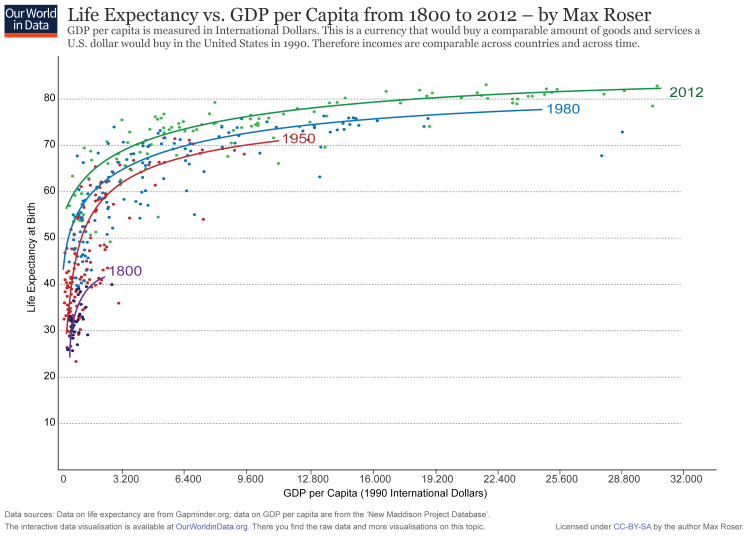 Our World
in Data
Life Expectancy vs. GDP per Capita from 1800 to 2012 – by Max Roser
GDP per capita is measured in International Dollars. This is a currency that would buy a comparable amount of goods and services a
U.S. dollar would buy in the United States in 1990. Therefore incomes are comparable across countries and across time.
80
2012
1980
70
1950
60
50
40
1800
30
20
10
Life Expectancy at Birth
0 3.200 6.400 9.600 12.800 16.000 19.200 22.400 25.600 28.800 32.000
GDP per Capita (1990 International Dollars)
Data sources: Data on life expectancy are from Gapminder.org; data on GDP per capita are from the ‘New Maddison Project Database’.
The interactive data visualisation is available at OurWorldinData.org. There you find the raw data and more visualisations on this topic.
Licensed under CC-BY-SA by the author Max Roser.